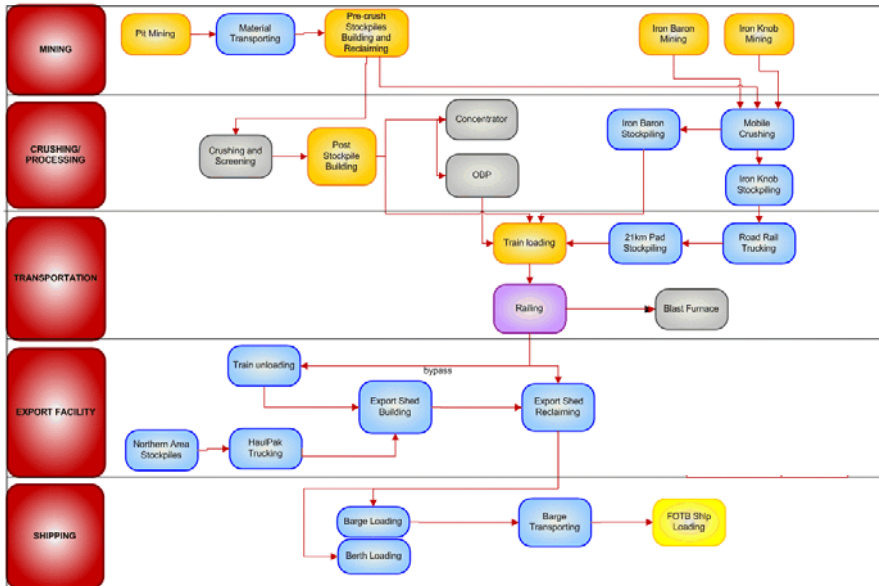 MINING
Pit Mining
Material
Transporting
Pre-crush
Stockpiles
Building and
Reclaiming
Iron Baron
Mining
Iron Knob
Mining
CRUSHING/
PROCESSING
Crushing and
Screening
Post
Stockpile
Building
Concentrator
OBP
Iron Baron
Stockpiling
Mobile
Crushing
Iron Knob
Stockpiling
TRANSPORTATION
Train loading
21km Pad
Stockpiling
Road Rail
Trucking
Railing
Blast Furnace
EXPORT FACILITY
Train unloading
bypass
Export Shed
Building
Export Shed
Reclaiming
Northern Area
Stockpiles
HaulPak
Trucking
SHIPPING
Barge Loading
Berth Loading
Barge
Transporting
FOTB Ship
Loading